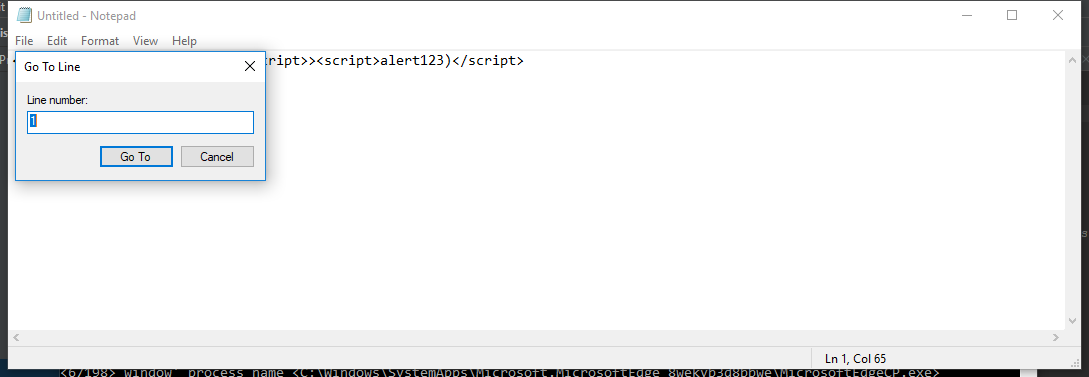 Untitled - Notepad
File Edit Format View Help
ript>><script>alert123)</script>
Go To Line
Line number:
1
Go To Cancel
Ln 1, Col 65
<6/198> Window' process name <C:\Windows\SystemApps\Microsoft.MicrosoftEdge_8wekyb3d8bbwe\MicrosoftEdgeCP.exe>